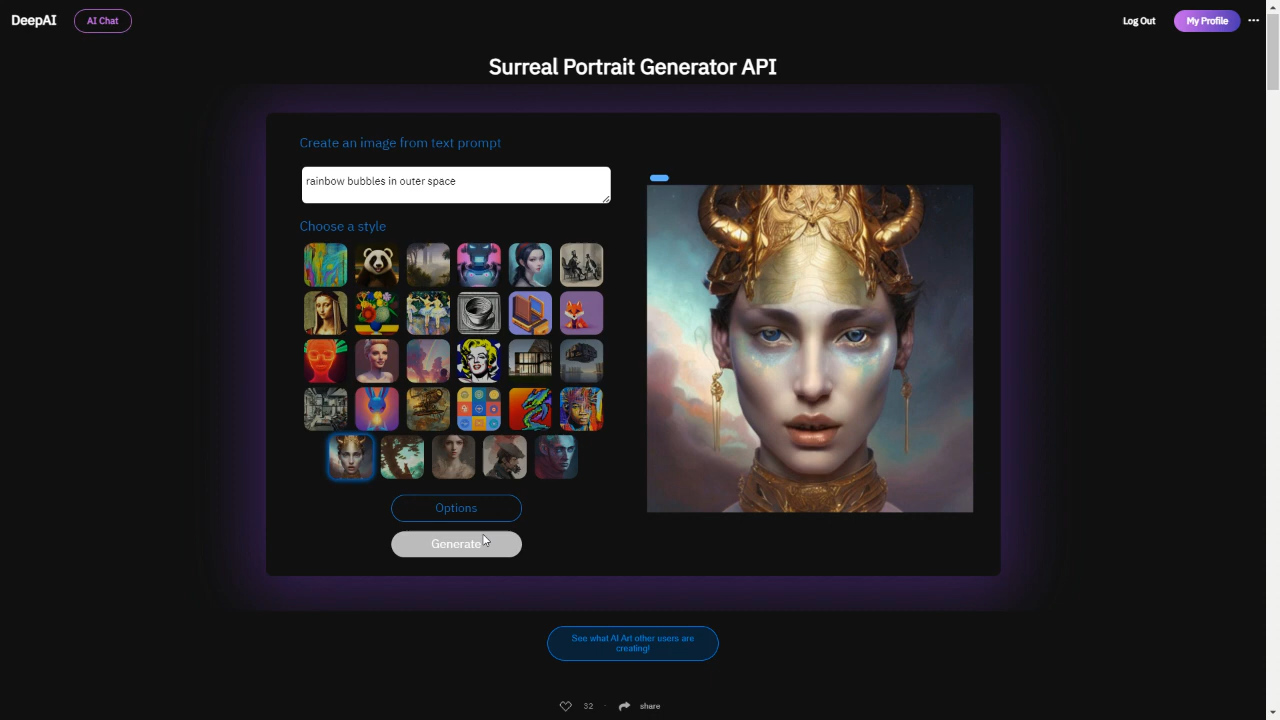 DeepAI
AI Chat
Log Out
My Profile
Surreal Portrait Generator API
Create an image from text prompt
rainbow bubbles in outer space
Choose a style
Options
Generate
See what AI Art other users are
creating!
32
share